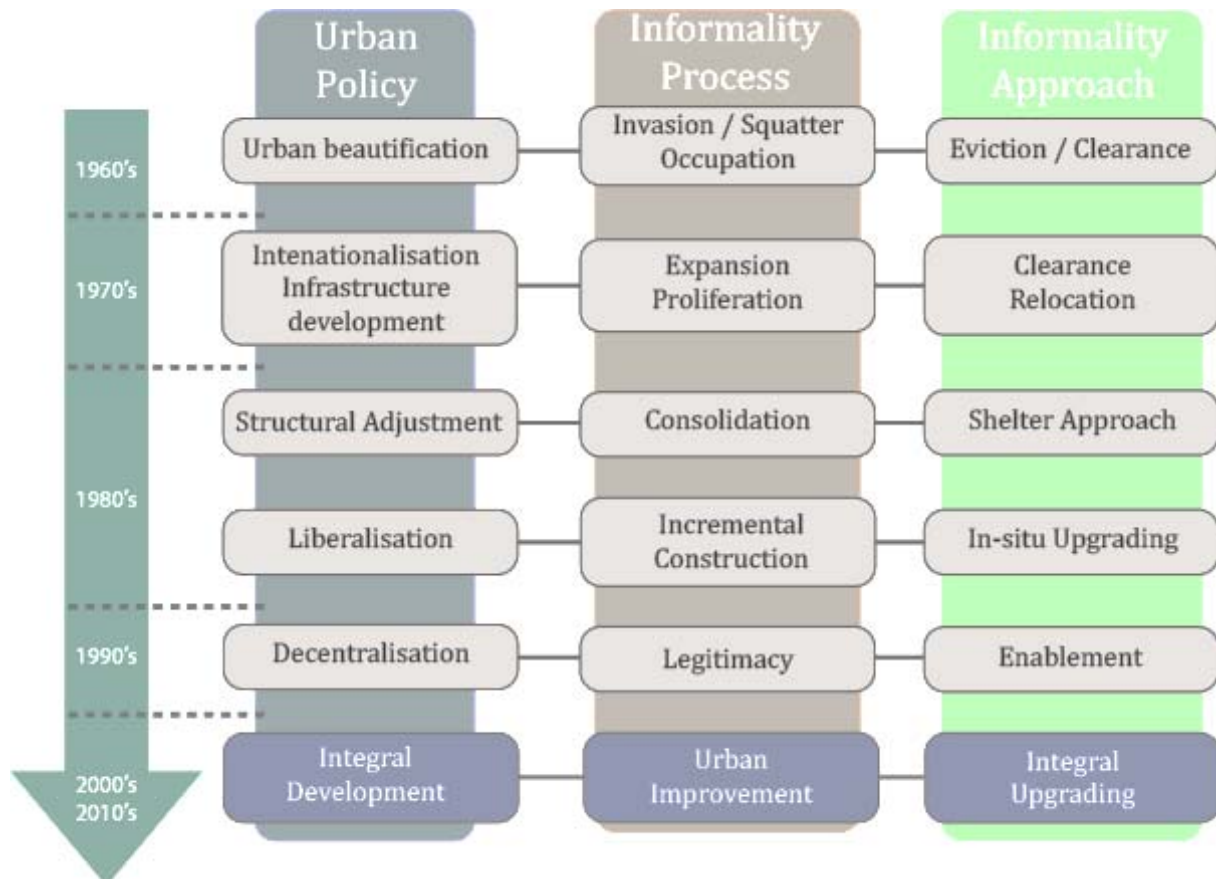 Urban
Policy
Informality
Process
Informality
Approach
1960's
Urban beautification
Invasion / Squatter
Occupation
Eviction / Clearance
1970's
Intenationalisation
Infrastructure
development
Expansion
Proliferation
Clearance
Relocation
1980's
Structural Adjustment
Consolidation
Shelter Approach
Liberalisation
Incremental
Construction
In-situ Upgrading
1990's
Decentralisation
Legitimacy
Enablement
2000's
2010's
Integral
Development
Urban
Improvement
Integral
Upgrading